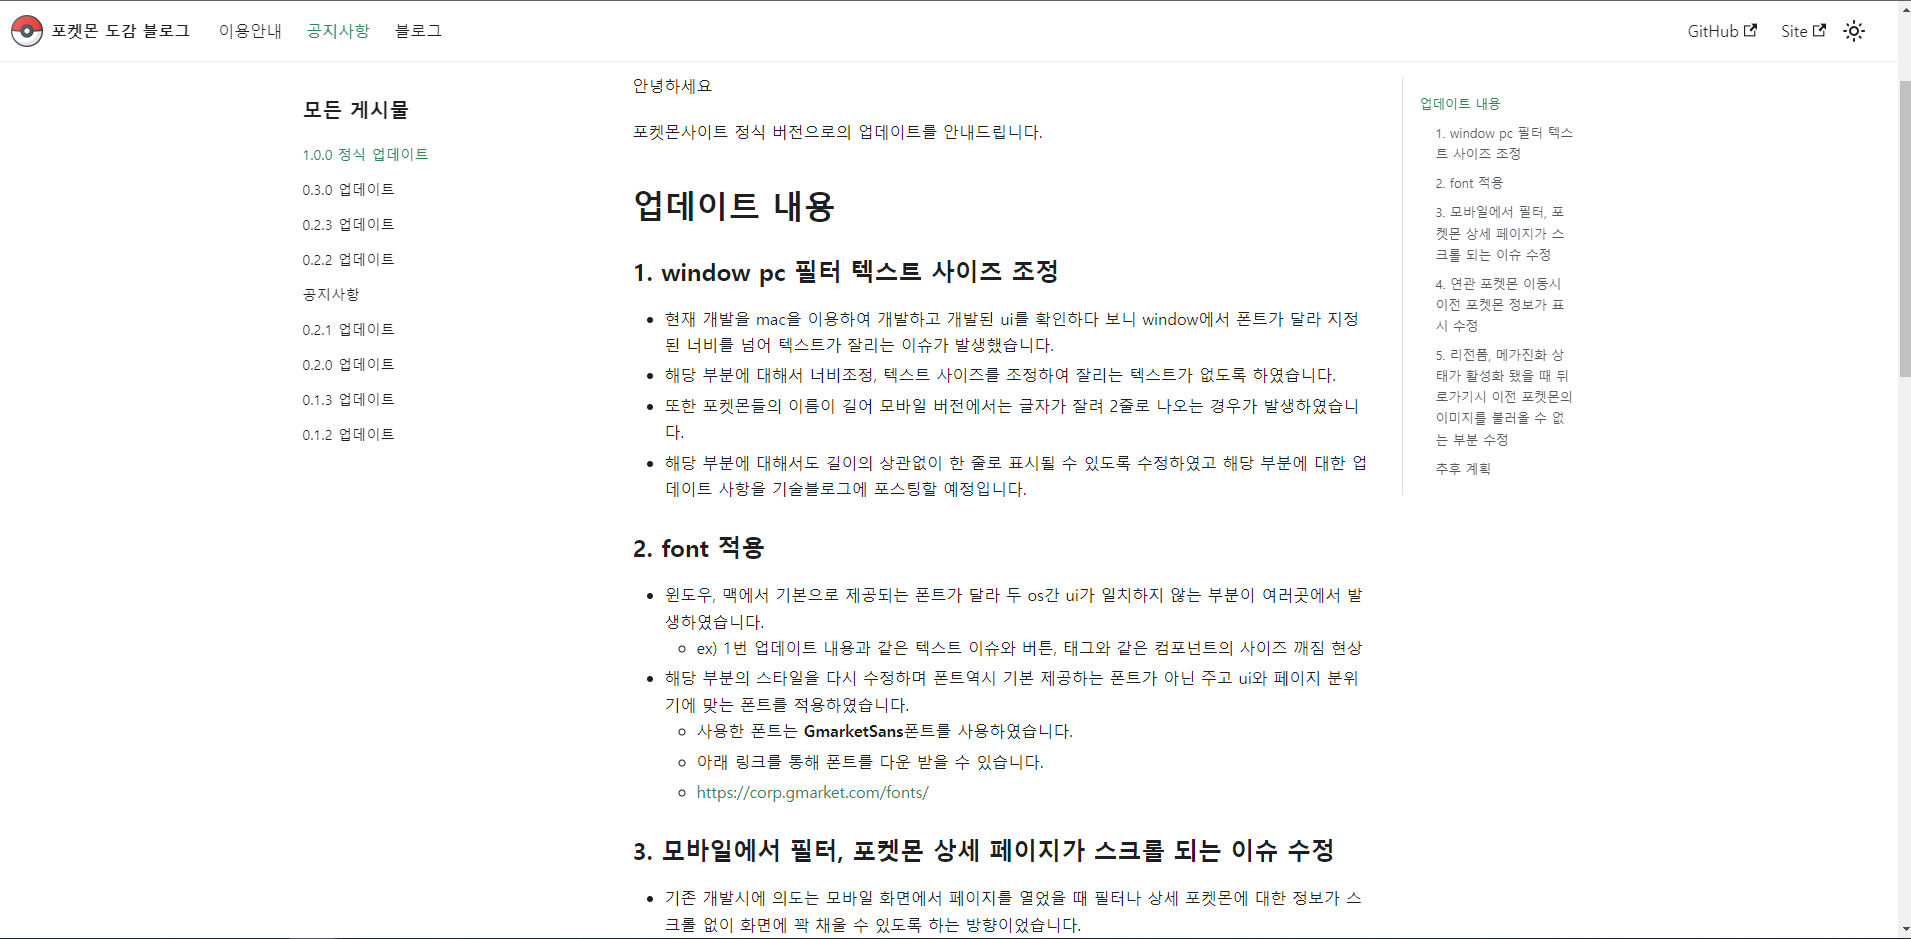 포켓몬 도감 블로그
이용안내
공지사항
블로그
GitHub
Site
모든 게시물
1.0.0 정식 업데이트
0.3.0 업데이트
0.2.3 업데이트
0.2.2 업데이트
공지사항
0.2.1 업데이트
0.2.0 업데이트
0.1.3 업데이트
0.1.2 업데이트
안녕하세요
포켓몬사이트 정식 버전으로의 업데이트를 안내드립니다.
업데이트 내용
1. window pc 필터 텍스트 사이즈 조정
현재 개발을 mac을 이용하여 개발하고 개발된 ui를 확인하다 보니 window에서 폰트가 달라 지정
된 너비를 넘어 텍스트가 잘리는 이슈가 발생했습니다.
해당 부분에 대해서 너비조정, 텍스트 사이즈를 조정하여 잘리는 텍스트가 없도록 하였습니다.
또한 포켓몬들의 이름이 길어 모바일 버전에서는 글자가 잘려 2줄로 나오는 경우가 발생하였습니
다.
해당 부분에 대해서도 길이의 상관없이 한 줄로 표시될 수 있도록 수정하였고 해당 부분에 대한 업
데이트 사항을 기술블로그에 포스팅할 예정입니다.
2. font 적용
윈도우, 맥에서 기본으로 제공되는 폰트가 달라 두 os간 ui가 일치하지 않는 부분이 여러곳에서 발
생하였습니다.
ex) 1번 업데이트 내용과 같은 텍스트 이슈와 버튼, 태그와 같은 컴포넌트의 사이즈 깨짐 현상
해당 부분의 스타일을 다시 수정하며 폰트역시 기본 제공하는 폰트가 아닌 주고 ui와 페이지 분위
기에 맞는 폰트를 적용하였습니다.
사용한 폰트는 GmarketSans폰트를 사용하였습니다.
아래 링크를 통해 폰트를 다운 받을 수 있습니다.
https://corp.gmarket.com/fonts/
3. 모바일에서 필터, 포켓몬 상세 페이지가 스크롤 되는 이슈 수정
기존 개발시에 의도는 모바일 화면에서 페이지를 열었을 때 필터나 상세 포켓몬에 대한 정보가 스
크롤 없이 화면에 꽉 채울 수 있도록 하는 방향이었습니다.
업데이트 내용
1. window pc 필터 텍스
트 사이즈 조정
2. font 적용
3. 모바일에서 필터, 포
켓몬 상세 페이지가 스
크롤 되는 이슈 수정
4. 연관 포켓몬 이동시
이전 포켓몬 정보가 표
시 수정
5. 리전폼, 메가진화 상
태가 활성화 됐을 때 뒤
로가기시 이전 포켓몬의
이미지를 불러올 수 없
는 부분 수정
추후 계획